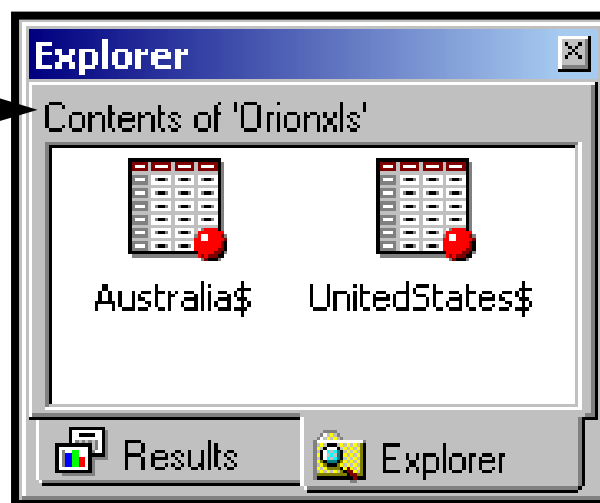 Explorer
Contents of 'Orionxls'
Australia$ UnitedStates$
Results Explorer